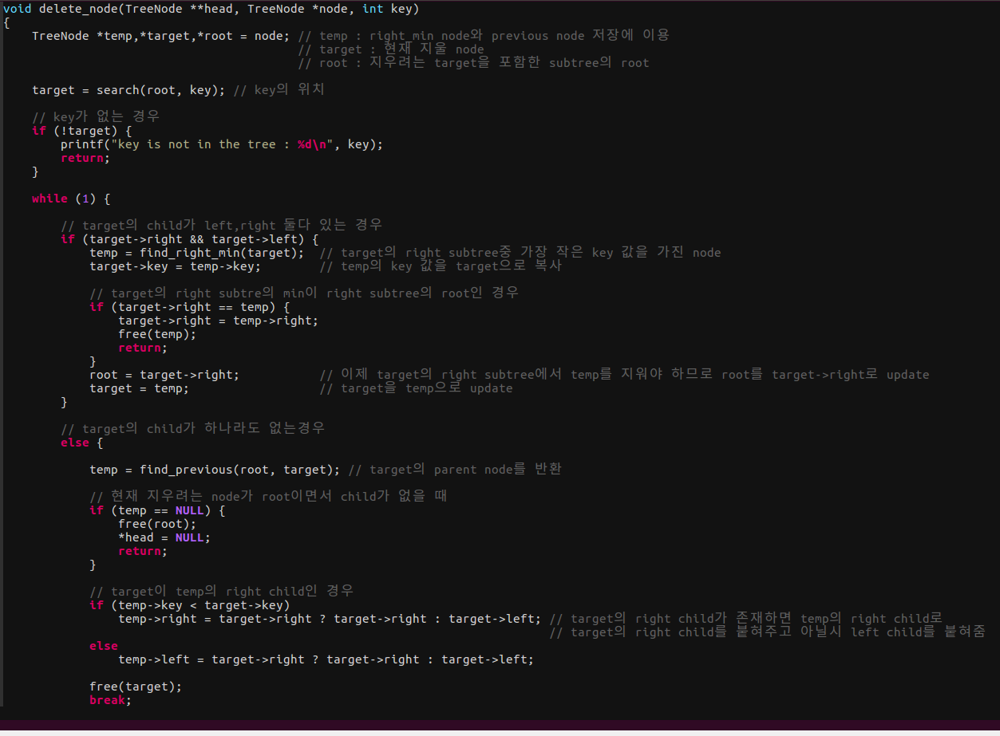 void delete_node(TreeNode **head, TreeNode *node, int key)
{
    TreeNode *temp,*target,*root = node; // temp : right_min node와 previous node 저장에 이용
                                         // target : 현재 지울 node
                                         // root : 지우려는 target을 포함한 subtree의 root
    target = search(root, key); // key의 위치
    // key가 없는 경우
    if (!target) {
        printf("key is not in the tree : %d\n", key);
        return;
    }
    while (1) {
        // target의 child가 left,right 둘다 있는 경우
        if (target->right && target->left) {
            temp = find_right_min(target);  // target의 right subtree중 가장 작은 key 값을 가진 node
            target->key = temp->key;        // temp의 key 값을 target으로 복사
            // target의 right subtre의 min이 right subtree의 root인 경우
            if (target->right == temp) {
                target->right = temp->right;
                free(temp);
                return;
            }
            root = target->right;           // 이제 target의 right subtree에서 temp를 지워야 하므로 root를 target->right로 update
            target = temp;                  // target을 temp으로 update
        }
        // target의 child가 하나라도 없는경우
        else {
            temp = find_previous(root, target); // target의 parent node를 반환
            // 현재 지우려는 node가 root이면서 child가 없을 때
            if (temp == NULL) {
                free(root);
                *head = NULL;
                return;
            }
            // target이 temp의 right child인 경우
            if (temp->key < target->key)
                temp->right = target->right ? target->right : target->left; // target의 right child가 존재하면 temp의 right child로
                                                                            // target의 right child를 붙혀주고 아닐시 left child를 붙혀줌
            else
                temp->left = target->right ? target->right : target->left;
            free(target);
            break;